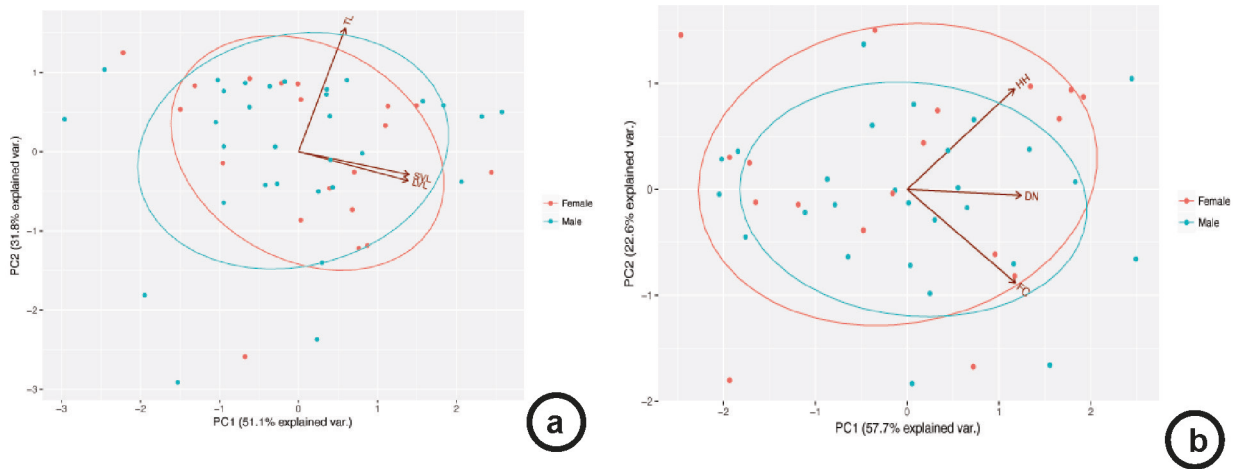 TL
SVL
1
0
-1
-2
-3
PC2 (31.8% explained var.)
-3
-2
-1
0
1
2
PC1 (51.1% explained var.)
Female
Male
a
HH
DN
FO
1
0
-1
-2
PC2 (22.6% explained var.)
-2
-1
0
1
2
PC1 (57.7% explained var.)
Female
Male
b